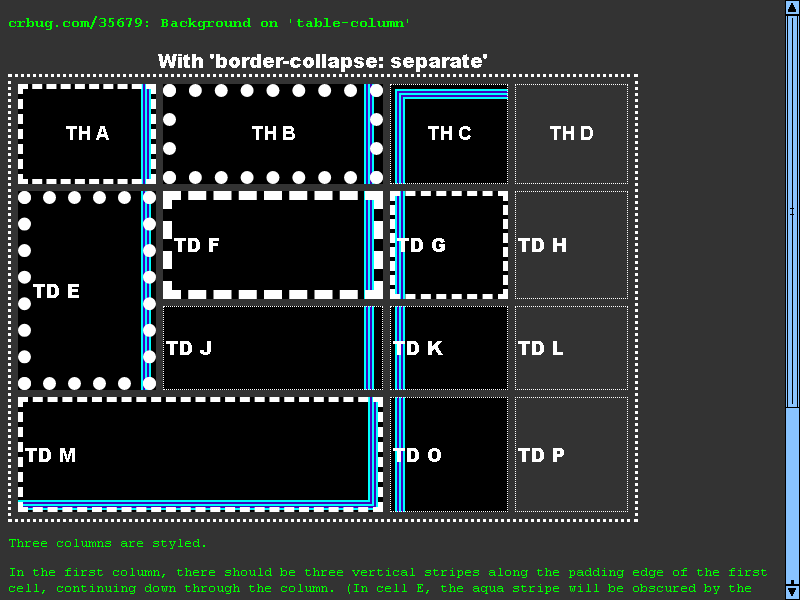 crbug.com/35679: Background on 'table-column'
With 'border-collapse: separate'
TH A TH B TH C TH D
TD E TD F TD G TD H
TD J TD K TD L
TD M TD O TD P
Three columns are styled.
In the first column, there should be three vertical stripes along the padding edge of the first
cell, continuing down through the column. (In cell E, the aqua stripe will be obscured by the